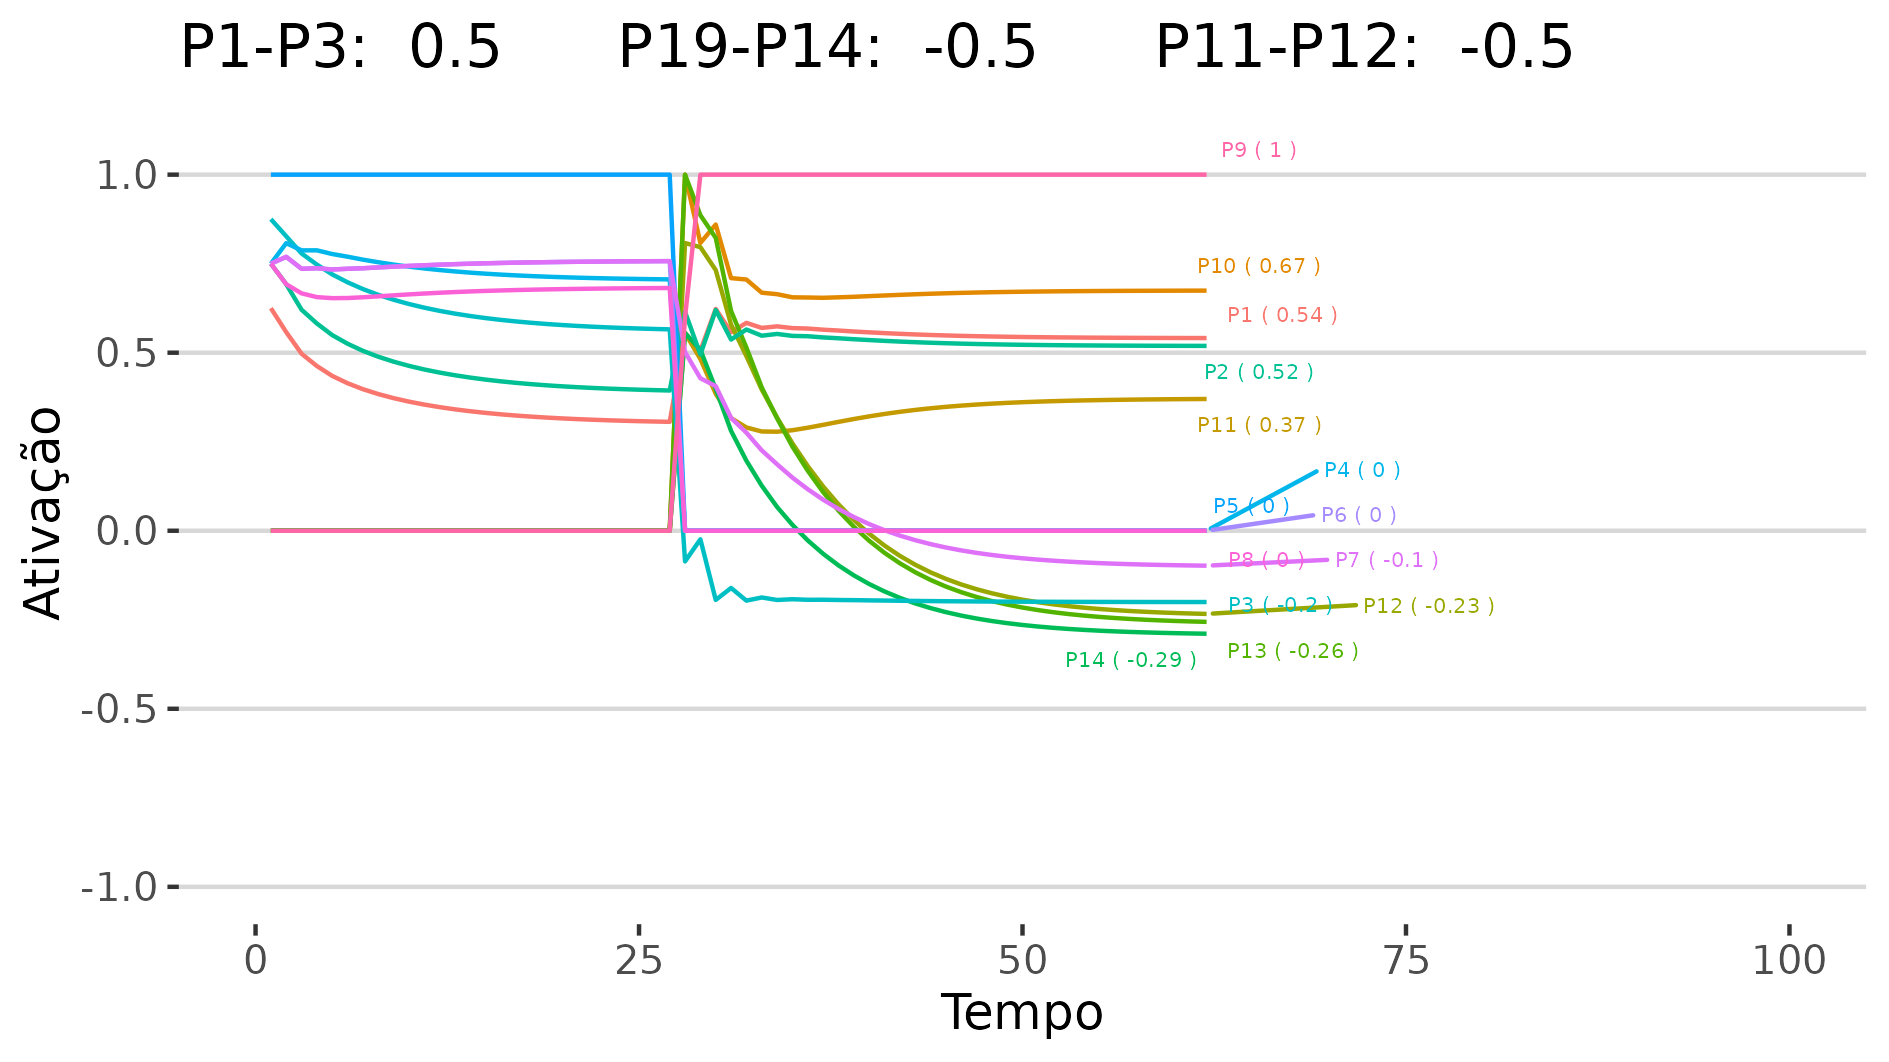 P1-P3: 0.5 P19-P14: -0.5 P11-P12: -0.5
Ativação
1.0
0.5
0.0
-0.5
-1.0
P9 ( 1 )
P10 ( 0.67 )
P1 ( 0.54 )
P2 ( 0.52 )
P11 ( 0.37 )
P4 ( 0 )
P5 ( 0 )
P6 ( 0 )
P8 ( 0 )
P7 ( -0.1 )
P3 ( -0.2 )
P12 ( -0.23 )
P13 ( -0.26 )
P14 ( -0.29 )
0 25 50 75 100
Tempo